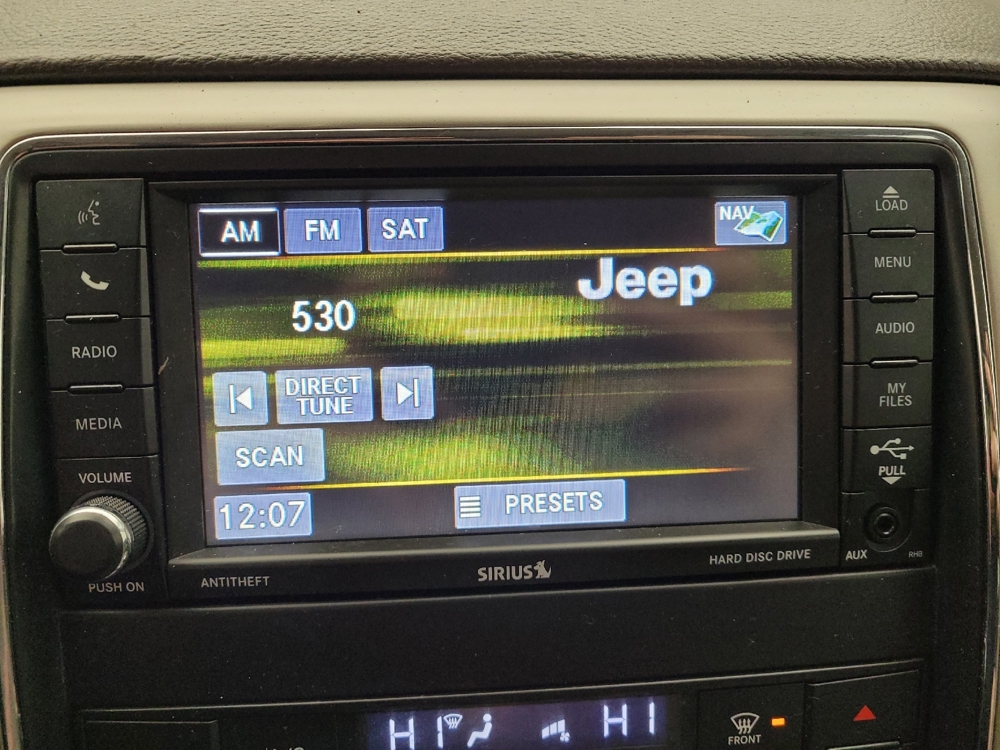 AM FM SAT NAV
Jeep
530
DIRECT
TUNE
SCAN
12:07
PRESETS
RADIO
MEDIA
VOLUME
PUSH ON
LOAD
MENU
AUDIO
MY
FILES
PULL
AUX
RHB
ANTITHEFT
SIRIUS
HARD DISC DRIVE
HI HI
FRONT